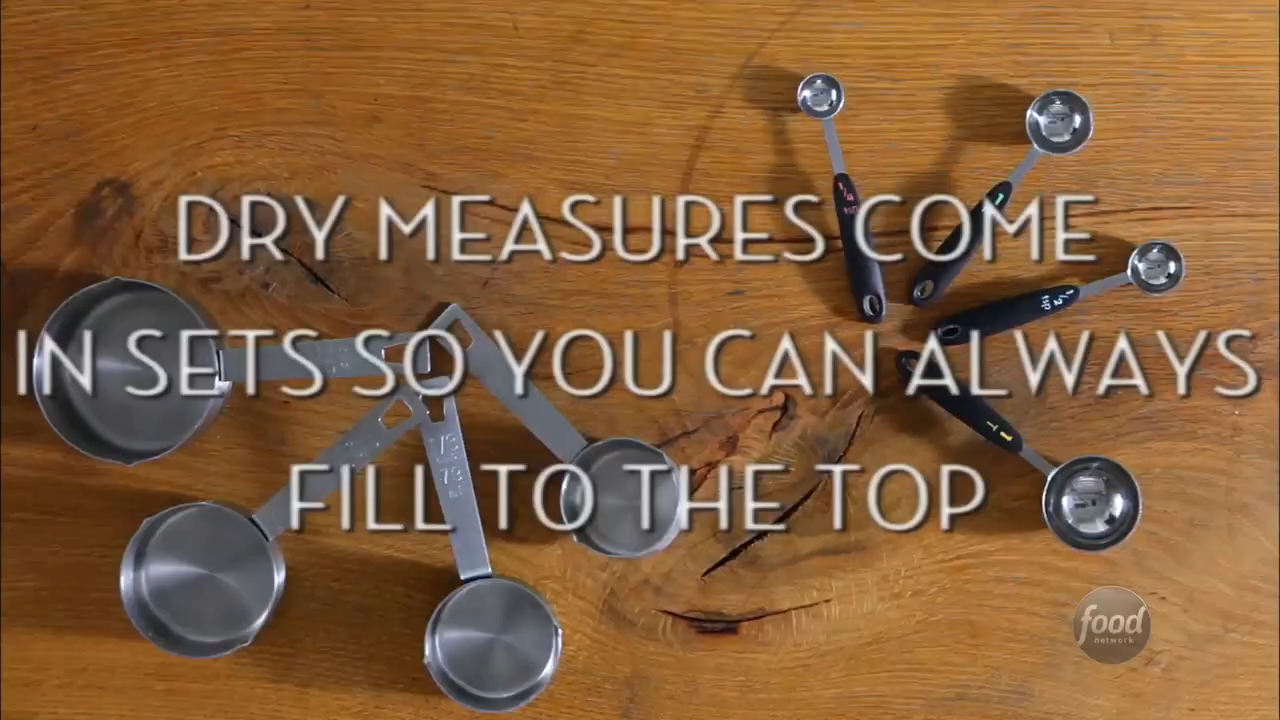 DRY MEASURES COME
IN SETS SO YOU CAN ALWAYS
FILL TO THE TOP
food
network